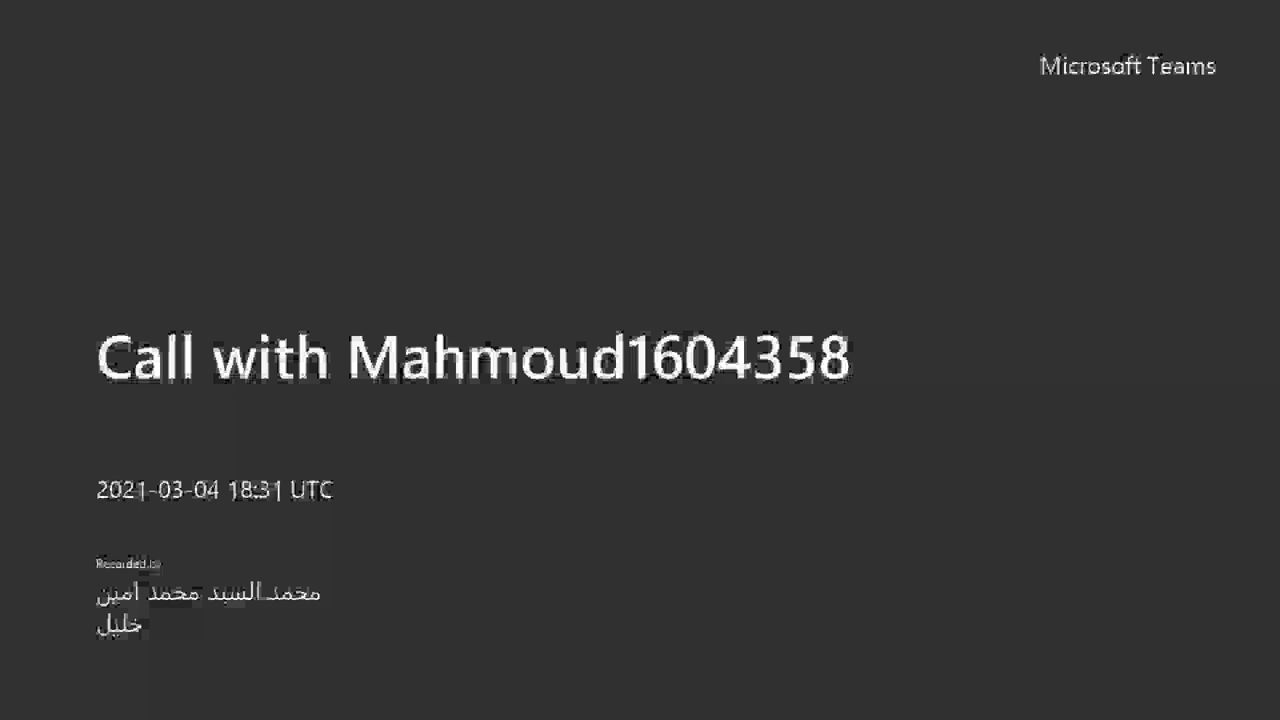 Microsoft Teams
Call with Mahmoud1604358
2021-03-04 18:31 UTC
Recorded by
محمد السيد محمد امين
خليل